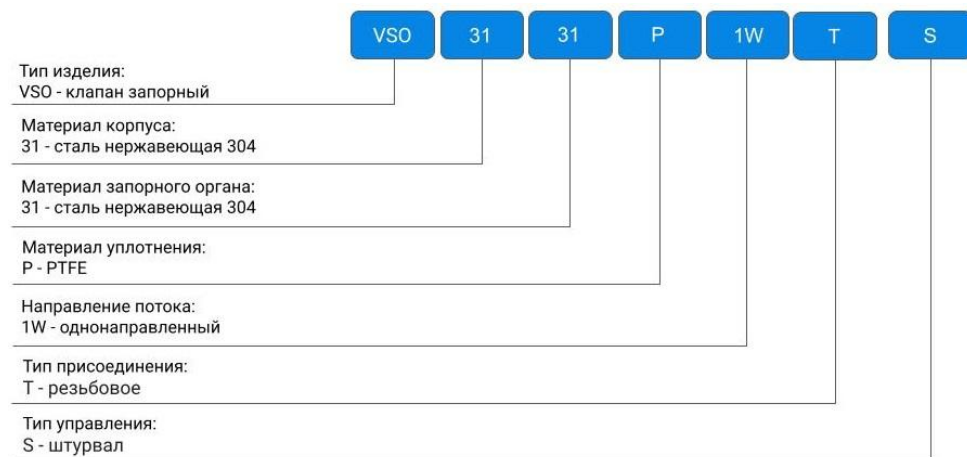 VSO 31 31 P 1W T S
Тип изделия:
VSO - клапан запорный
Материал корпуса:
31 - сталь нержавеющая 304
Материал запорного органа:
31 - сталь нержавеющая 304
Материал уплотнения:
P - PTFE
Направление потока:
1W - однонаправленный
Тип присоединения:
T - резьбовое
Тип управления:
S - штурвал